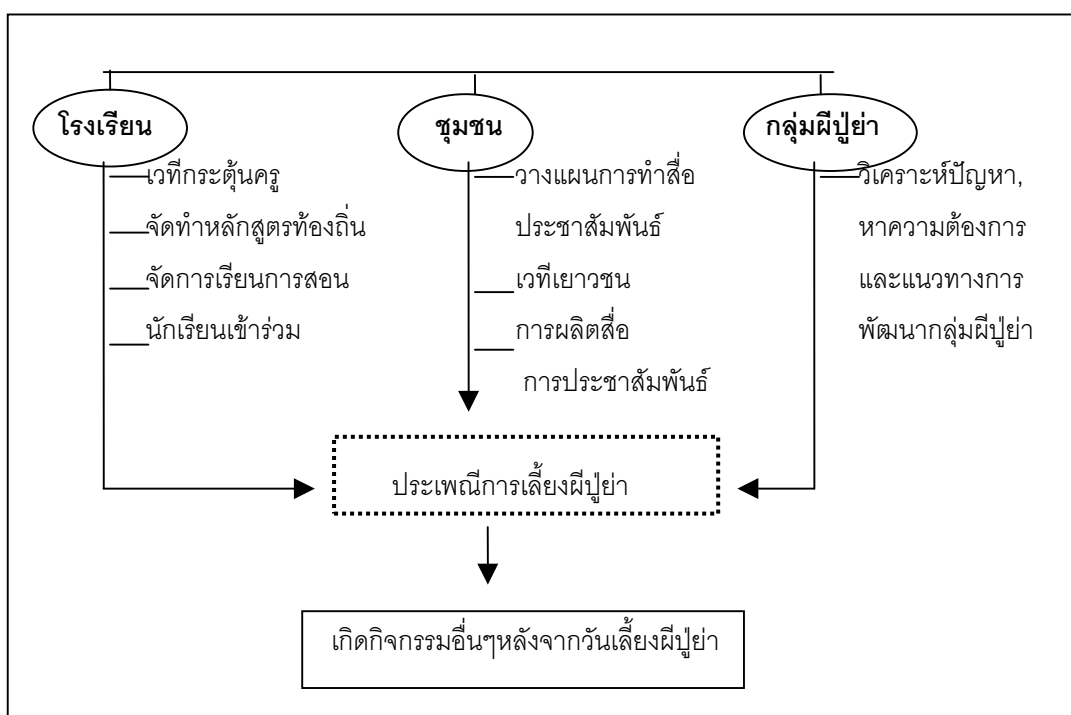 โรงเรียน
ชุมชน
กลุ่มผีปู่ย่า
เวทีกระตุ้นครู
จัดทำหลักสูตรท้องถิ่น
จัดการเรียนการสอน
นักเรียนเข้าร่วม
วางแผนการทำสื่อ
ประชาสัมพันธ์
เวทีเยาวชน
การผลิตสื่อ
การประชาสัมพันธ์
วิเคราะห์ปัญหา,
หาความต้องการ
และแนวทางการ
พัฒนากลุ่มผีปู่ย่า
ประเพณีการเลี้ยงผีปู่ย่า
เกิดกิจกรรมอื่นๆหลังจากวันเลี้ยงผีปู่ย่า